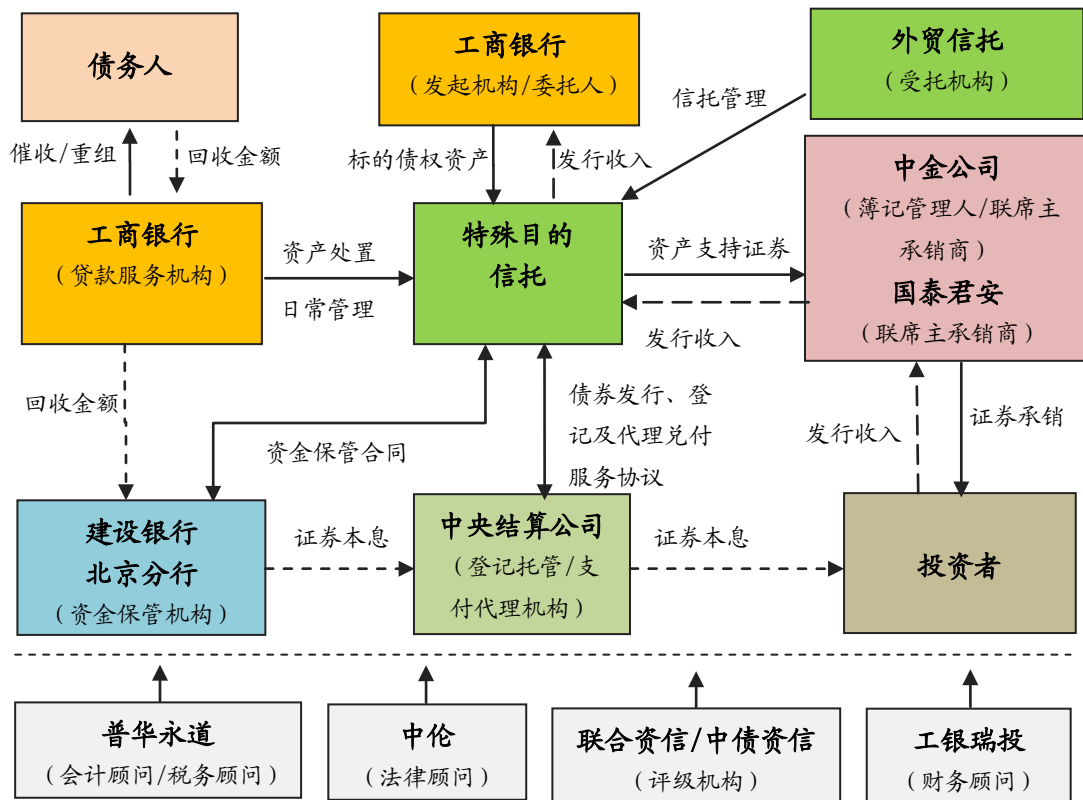 债务人
工商银行
（发起机构/委托人）
外贸信托
（受托机构）
信托管理
催收/重组
回收金额
标的债权资产
发行收入
中金公司
（簿记管理人/联席主
承销商）
国泰君安
（联席主承销商）
工商银行
（贷款服务机构）
资产处置
日常管理
特殊目的
信托
资产支持证券
发行收入
回收金额
资金保管合同
债券发行、登
记及代理兑付
服务协议
发行收入
证券承销
建设银行
北京分行
（资金保管机构）
证券本息
中央结算公司
（登记托管/支
付代理机构）
证券本息
投资者
普华永道
（会计顾问/税务顾问）
中伦
（法律顾问）
联合资信/中债资信
（评级机构）
工银瑞投
（财务顾问）